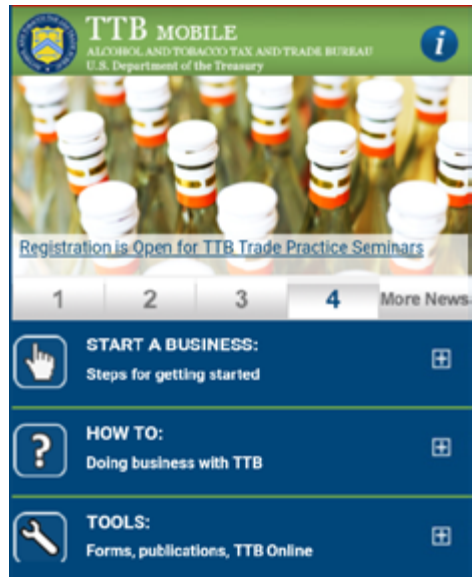 TTB MOBILE
ALCOHOL AND TOBACCO TAX AND TRADE BUREAU
U.S. Department of the Treasury
i
Registration is Open for TTB Trade Practice Seminars
1 2 3 4 More News
START A BUSINESS:
Steps for getting started
?
HOW TO:
Doing business with TTB
TOOLS:
Forms, publications, TTB Online